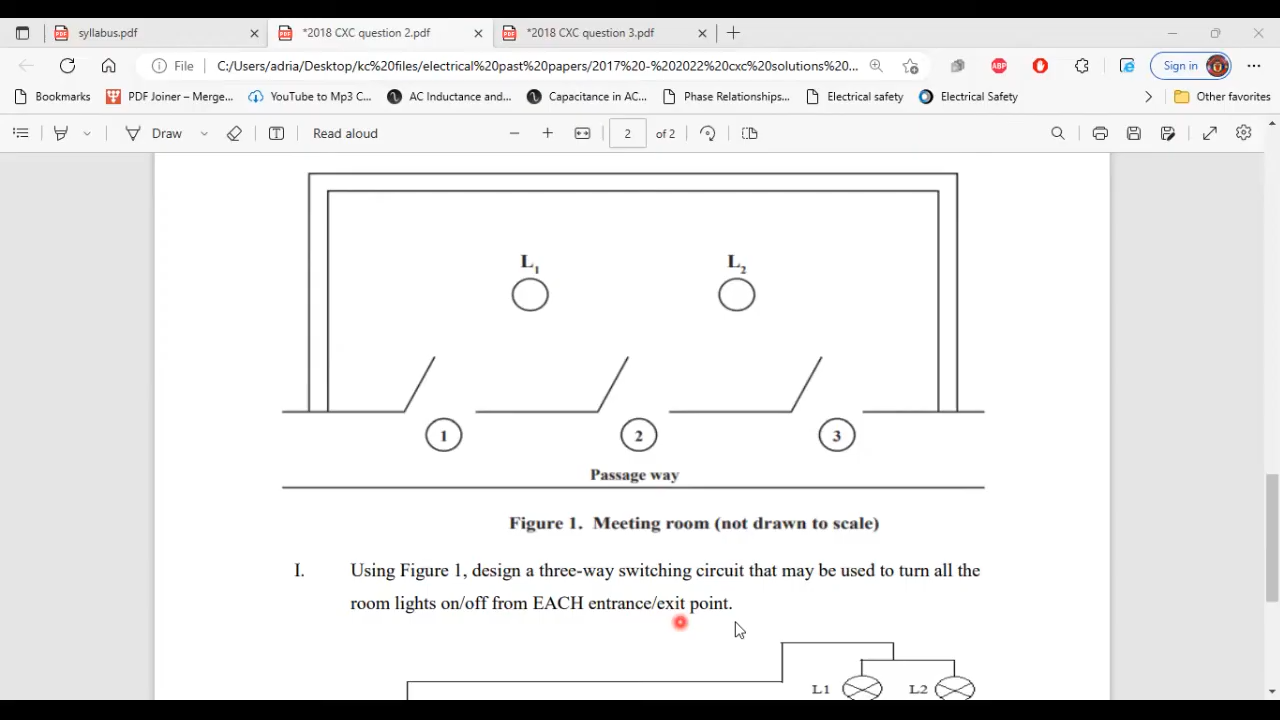 syllabus.pdf
*2018 CXC question 2.pdf
*2018 CXC question 3.pdf
File
C:/Users/adria/Desktop/kc%20files/electrical%20past%20papers/2017%20-%202022%20cxc%20solutions%20...
Sign in
Bookmarks
PDF Joiner – Merge...
YouTube to Mp3 C...
AC Inductance and...
Capacitance in AC...
Phase Relationships...
Electrical safety
Electrical Safety
Other favorites
Draw
Read aloud
2
of 2
ABP
L1
L2
1
2
3
Passage way
Figure 1. Meeting room (not drawn to scale)
I. Using Figure 1, design a three-way switching circuit that may be used to turn all the
room lights on/off from EACH entrance/exit point.
L1
L2